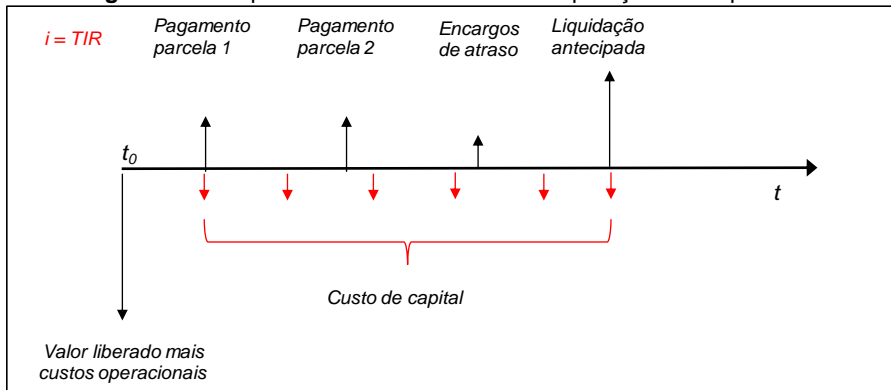 i = TIR
Pagamento
parcela 1
Pagamento
parcela 2
Encargos
de atraso
Liquidação
antecipada
t0
t
Custo de capital
Valor liberado mais
custos operacionais